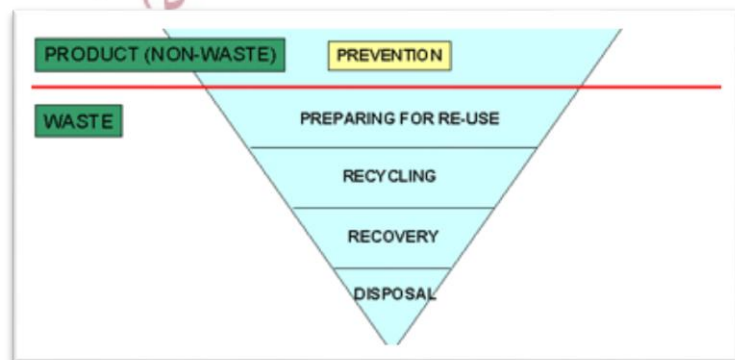 PRODUCT (NON-WASTE) PREVENTION
WASTE
PREPARING FOR RE-USE
RECYCLING
RECOVERY
DISPOSAL